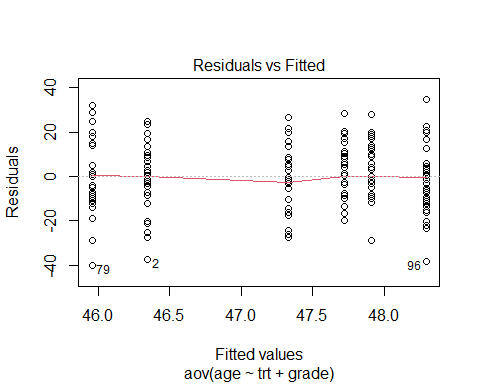 Residuals vs Fitted
40
20
0
-20
-40
Residuals
79
2
96
46.0 46.5 47.0 47.5 48.0
Fitted values
aov(age ~ trt + grade)